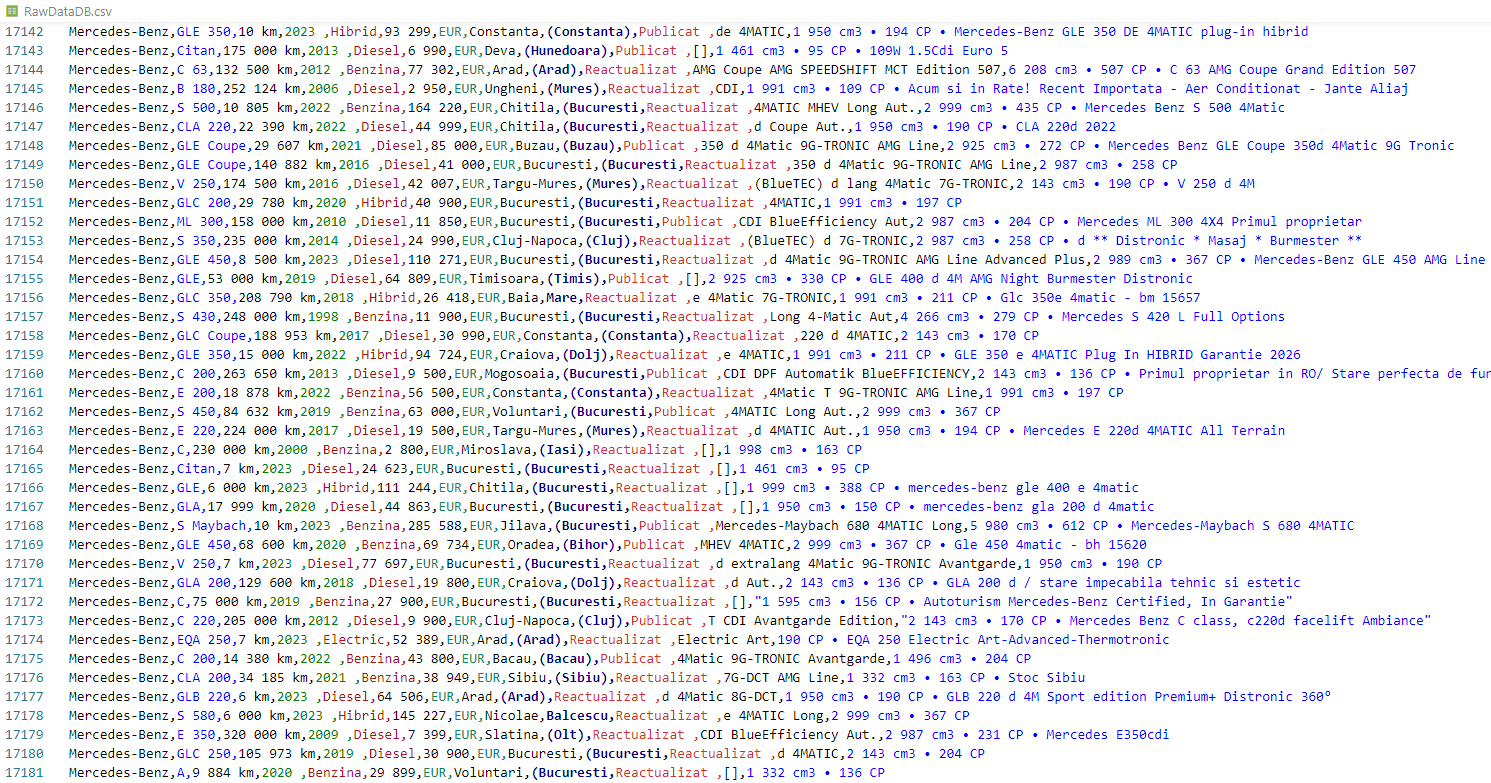 RawDataDB.csv
17142 Mercedes-Benz,GLE 350,10 km,2023 ,Hibrid,93 299,EUR,Constanta,(Constanta),Publicat ,de 4MATIC,1 950 cm3 • 194 CP • Mercedes-Benz GLE 350 DE 4MATIC plug-in hibrid
17143 Mercedes-Benz,Citan,175 000 km,2013 ,Diesel,6 990,EUR,Deva,(Hunedoara),Publicat ,[],1 461 cm3 • 95 CP • 109W 1.5Cdi Euro 5
17144 Mercedes-Benz,C 63,132 500 km,2012 ,Benzina,77 302,EUR,Arad,(Arad),Reactualizat ,AMG Coupe AMG SPEEDSHIFT MCT Edition 507,6 208 cm3 • 507 CP • C 63 AMG Coupe Grand Edition 507
17145 Mercedes-Benz,B 180,252 124 km,2006 ,Diesel,2 950,EUR,Ungheni,(Mures),Reactualizat ,CDI,1 991 cm3 • 109 CP • Acum si in Rate! Recent Importata - Aer Conditionat - Jante Aliaj
17146 Mercedes-Benz,S 500,10 805 km,2022 ,Benzina,164 220,EUR,Chitila,(Bucuresti,Reactualizat ,4MATIC MHEV Long Aut.,2 999 cm3 • 435 CP • Mercedes Benz S 500 4Matic
17147 Mercedes-Benz,CLA 220,22 390 km,2022 ,Diesel,44 999,EUR,Chitila,(Bucuresti,Reactualizat ,d Coupe Aut.,1 950 cm3 • 190 CP • CLA 220d 2022
17148 Mercedes-Benz,GLE Coupe,29 607 km,2021 ,Diesel,85 000,EUR,Buzau,(Buzau),Publicat ,350 d 4Matic 9G-TRONIC AMG Line,2 925 cm3 • 272 CP • Mercedes Benz GLE Coupe 350d 4Matic 9G Tronic
17149 Mercedes-Benz,GLE Coupe,140 882 km,2016 ,Diesel,41 000,EUR,Bucuresti,(Bucuresti,Reactualizat ,350 d 4Matic 9G-TRONIC AMG Line,2 987 cm3 • 258 CP
17150 Mercedes-Benz,V 250,174 500 km,2016 ,Diesel,42 007,EUR,Targu-Mures,(Mures),Reactualizat ,(BlueTEC) d lang 4Matic 7G-TRONIC,2 143 cm3 • 190 CP • V 250 d 4M
17151 Mercedes-Benz,GLC 200,29 780 km,2020 ,Hibrid,40 900,EUR,Bucuresti,(Bucuresti,Reactualizat ,4MATIC,1 991 cm3 • 197 CP
17152 Mercedes-Benz,ML 300,158 000 km,2010 ,Diesel,11 850,EUR,Bucuresti,(Bucuresti,Publicat ,CDI BlueEfficiency Aut,2 987 cm3 • 204 CP • Mercedes ML 300 4X4 Primul proprietar
17153 Mercedes-Benz,S 350,235 000 km,2014 ,Diesel,24 990,EUR,Cluj-Napoca,(Cluj),Reactualizat ,(BlueTEC) d 7G-TRONIC,2 987 cm3 • 258 CP • d ** Distronic * Masaj * Burmester **
17154 Mercedes-Benz,GLE 450,8 500 km,2023 ,Diesel,110 271,EUR,Bucuresti,(Bucuresti,Reactualizat ,d 4Matic 9G-TRONIC AMG Line Advanced Plus,2 989 cm3 • 367 CP • Mercedes-Benz GLE 450 AMG Line
17155 Mercedes-Benz,GLE,53 000 km,2019 ,Diesel,64 809,EUR,Timisoara,(Timis),Publicat ,[],2 925 cm3 • 330 CP • GLE 400 d 4M AMG Night Burmester Distronic
17156 Mercedes-Benz,GLC 350,208 790 km,2018 ,Hibrid,26 418,EUR,Baia,Mare,Reactualizat ,e 4Matic 7G-TRONIC,1 991 cm3 • 211 CP • Glc 350e 4matic - bm 15657
17157 Mercedes-Benz,S 430,248 000 km,1998 ,Benzina,11 900,EUR,Bucuresti,(Bucuresti,Reactualizat ,Long 4-Matic Aut,4 266 cm3 • 279 CP • Mercedes S 420 L Full Options
17158 Mercedes-Benz,GLC Coupe,188 953 km,2017 ,Diesel,30 990,EUR,Constanta,(Constanta),Reactualizat ,220 d 4MATIC,2 143 cm3 • 170 CP
17159 Mercedes-Benz,GLE 350,15 000 km,2022 ,Hibrid,94 724,EUR,Craiova,(Dolj),Reactualizat ,e 4MATIC,1 991 cm3 • 211 CP • GLE 350 e 4MATIC Plug In HIBRID Garantie 2026
17160 Mercedes-Benz,C 200,263 650 km,2013 ,Diesel,9 500,EUR,Mogosoaia,(Bucuresti,Publicat ,CDI DPF Automatik BlueEFFICIENCY,2 143 cm3 • 136 CP • Primul proprietar in RO/ Stare perfecta de fun
17161 Mercedes-Benz,E 200,18 878 km,2022 ,Benzina,56 500,EUR,Constanta,(Constanta),Reactualizat ,4Matic T 9G-TRONIC AMG Line,1 991 cm3 • 197 CP
17162 Mercedes-Benz,S 450,84 632 km,2019 ,Benzina,63 000,EUR,Voluntari,(Bucuresti,Publicat ,4MATIC Long Aut.,2 999 cm3 • 367 CP
17163 Mercedes-Benz,E 220,224 000 km,2017 ,Diesel,19 500,EUR,Targu-Mures,(Mures),Reactualizat ,d 4MATIC Aut.,1 950 cm3 • 194 CP • Mercedes E 220d 4MATIC All Terrain
17164 Mercedes-Benz,C,230 000 km,2000 ,Benzina,2 800,EUR,Miroslava,(Iasi),Reactualizat ,[],1 998 cm3 • 163 CP
17165 Mercedes-Benz,Citan,7 km,2023 ,Diesel,24 623,EUR,Bucuresti,(Bucuresti,Reactualizat ,[],1 461 cm3 • 95 CP
17166 Mercedes-Benz,GLE,6 000 km,2023 ,Hibrid,111 244,EUR,Chitila,(Bucuresti,Reactualizat ,[],1 999 cm3 • 388 CP • mercedes-benz gle 400 e 4matic
17167 Mercedes-Benz,GLA,17 999 km,2020 ,Diesel,44 863,EUR,Bucuresti,(Bucuresti,Reactualizat ,[],1 950 cm3 • 150 CP • mercedes-benz gla 200 d 4matic
17168 Mercedes-Benz,S Maybach,10 km,2023 ,Benzina,285 588,EUR,Jilava,(Bucuresti,Publicat ,Mercedes-Maybach 680 4MATIC Long,5 980 cm3 • 612 CP • Mercedes-Maybach S 680 4MATIC
17169 Mercedes-Benz,GLE 450,68 600 km,2020 ,Benzina,69 734,EUR,Oradea,(Bihor),Publicat ,MHEV 4MATIC,2 999 cm3 • 367 CP • Gle 450 4matic - bh 15620
17170 Mercedes-Benz,V 250,7 km,2023 ,Diesel,77 697,EUR,Bucuresti,(Bucuresti,Reactualizat ,d extralang 4Matic 9G-TRONIC Avantgarde,1 950 cm3 • 190 CP
17171 Mercedes-Benz,GLA 200,129 600 km,2018 ,Diesel,19 800,EUR,Craiova,(Dolj),Reactualizat ,d Aut.,2 143 cm3 • 136 CP • GLA 200 d / stare impecabila tehnic si estetic
17172 Mercedes-Benz,C,75 000 km,2019 ,Benzina,27 900,EUR,Bucuresti,(Bucuresti,Reactualizat ,[],"1 595 cm3 • 156 CP • Autoturism Mercedes-Benz Certified, In Garantie"
17173 Mercedes-Benz,C 220,205 000 km,2012 ,Diesel,9 900,EUR,Cluj-Napoca,(Cluj),Publicat ,T CDI Avantgarde Edition,"2 143 cm3 • 170 CP • Mercedes Benz C class, c220d facelift Ambiance"
17174 Mercedes-Benz,EQA 250,7 km,2023 ,Electric,52 389,EUR,Arad,(Arad),Reactualizat ,Electric Art,190 CP • EQA 250 Electric Art-Advanced-Thermotronic
17175 Mercedes-Benz,C 200,14 380 km,2022 ,Benzina,43 800,EUR,Bacau,(Bacau),Publicat ,4Matic 9G-TRONIC Avantgarde,1 496 cm3 • 204 CP
17176 Mercedes-Benz,CLA 200,34 185 km,2021 ,Benzina,38 949,EUR,Sibiu,(Sibiu),Reactualizat ,7G-DCT AMG Line,1 332 cm3 • 163 CP • Stoc Sibiu
17177 Mercedes-Benz,GLB 220,6 km,2023 ,Diesel,64 506,EUR,Arad,(Arad),Reactualizat ,d 4Matic 8G-DCT,1 950 cm3 • 190 CP • GLB 220 d 4M Sport edition Premium+ Distronic 360°
17178 Mercedes-Benz,S 580,6 000 km,2023 ,Hibrid,145 227,EUR,Nicolae,Balcescu,Reactualizat ,e 4MATIC Long,2 999 cm3 • 367 CP
17179 Mercedes-Benz,E 350,320 000 km,2009 ,Diesel,7 399,EUR,Slatina,(Olt),Reactualizat ,CDI BlueEfficiency Aut.,2 987 cm3 • 231 CP • Mercedes E350cdi
17180 Mercedes-Benz,GLC 250,105 973 km,2019 ,Diesel,30 900,EUR,Bucuresti,(Bucuresti,Reactualizat ,d 4MATIC,2 143 cm3 • 204 CP
17181 Mercedes-Benz,A,9 884 km,2020 ,Benzina,29 899,EUR,Voluntari,(Bucuresti,Reactualizat ,[],1 332 cm3 • 136 CP